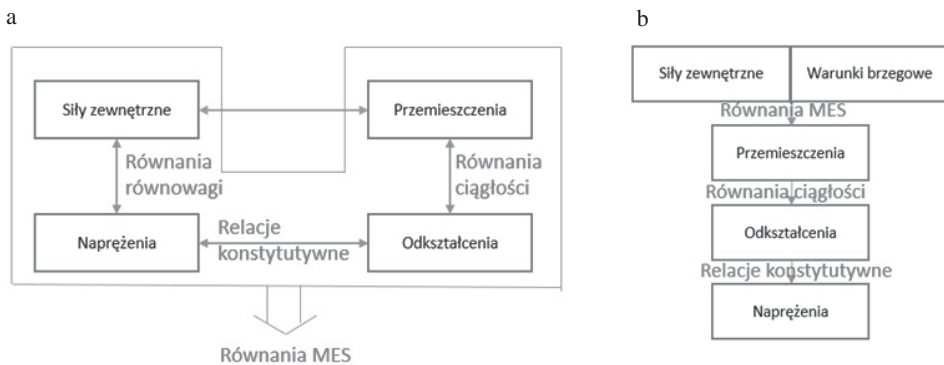 a
Siły zewnętrzne
Przemieszczenia
Równania
równowagi
Równania
ciągłości
Naprężenia
Relacje
konstytutywne
Odkształcenia
Równania MES
b
Siły zewnętrzne
Warunki brzegowe
Równania MES
Przemieszczenia
Równania ciągłości
Odkształcenia
Relacje konstytutywne
Naprężenia